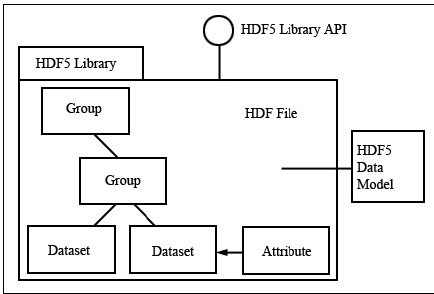 HDF5 Library API
HDF5 Library
Group
HDF File
HDF5
Data
Model
Group
Dataset
Dataset
Attribute